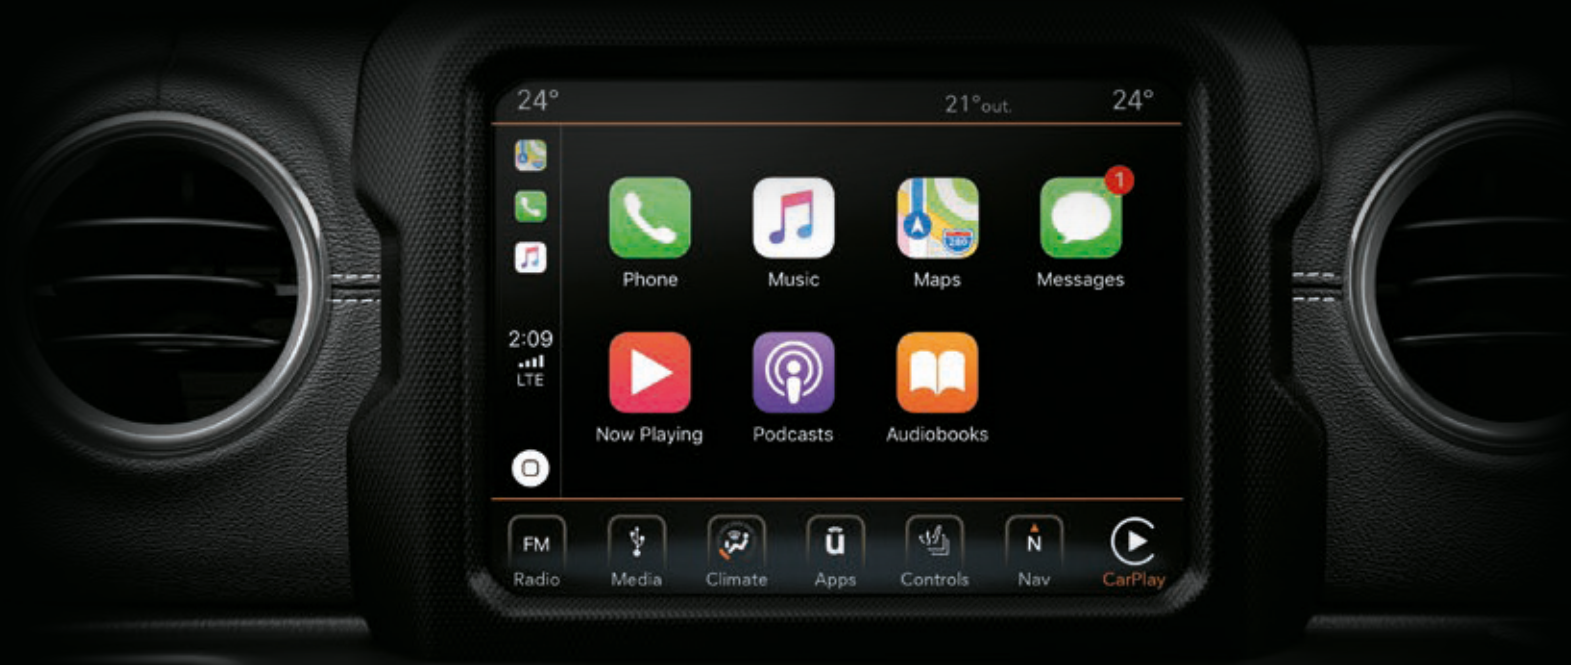 24°
21°out.
24°
Phone
Music
280
Maps
1
Messages
2:09
LTE
Now Playing
Podcasts
Audiobooks
FM
Radio
Media
Climate
ū
Apps
Controls
N
Nav
CarPlay